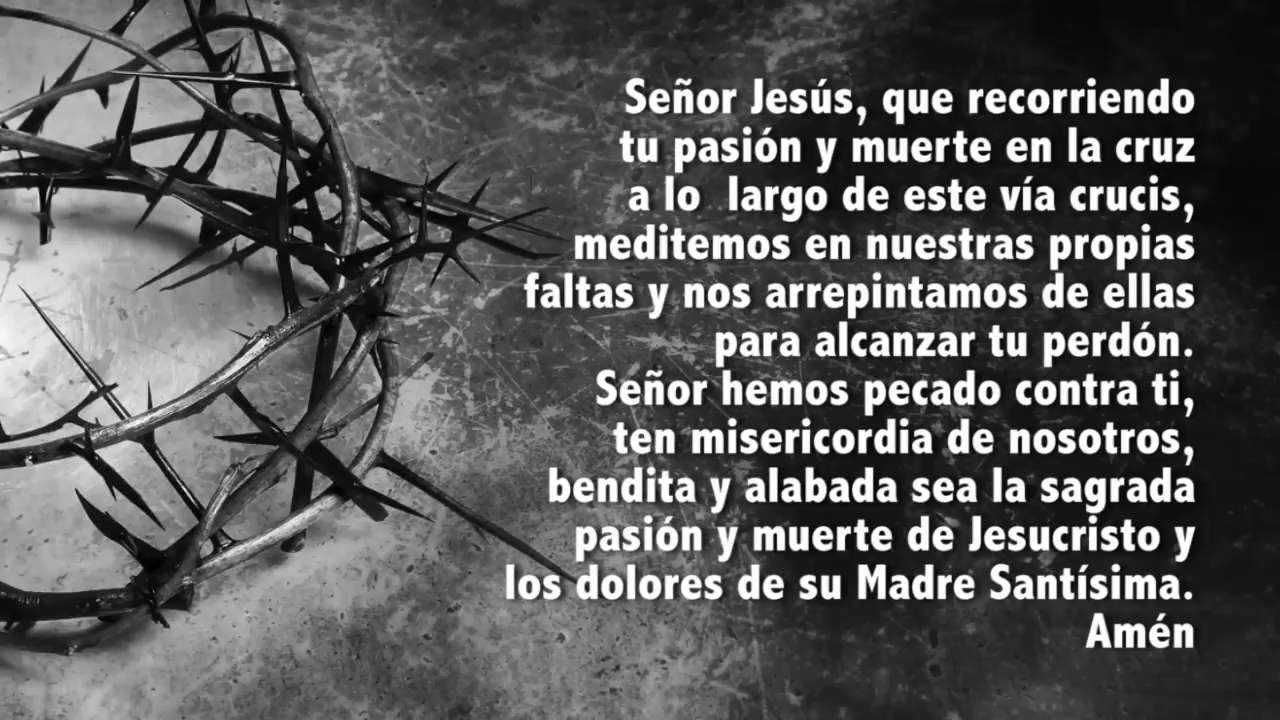 Señor Jesús, que recorriendo
tu pasión y muerte en la cruz
a lo  largo de este vía crucis,
meditemos en nuestras propias
faltas y nos arrepintamos de ellas
para alcanzar tu perdón.
Señor hemos pecado contra ti,
ten misericordia de nosotros,
bendita y alabada sea la sagrada
pasión y muerte de Jesucristo y
los dolores de su Madre Santísima.
Amén